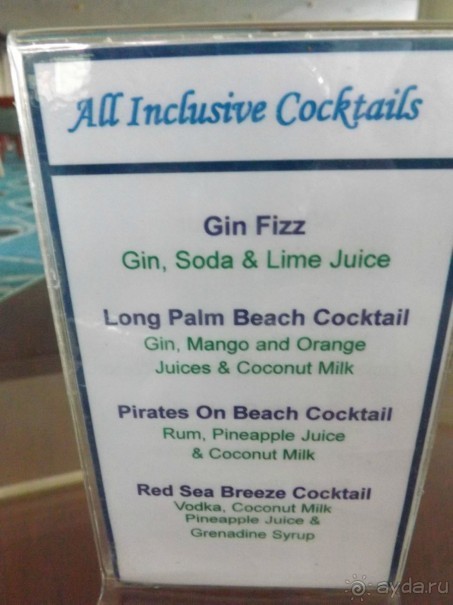 All Inclusive Cocktails
Gin Fizz
Gin, Soda & Lime Juice
Long Palm Beach Cocktail
Gin, Mango and Orange
Juices & Coconut Milk
Pirates On Beach Cocktail
Rum, Pineapple Juice
& Coconut Milk
Red Sea Breeze Cocktail
Vodka, Coconut Milk
Pineapple Juice &
Grenadine Syrup
ayda.ru